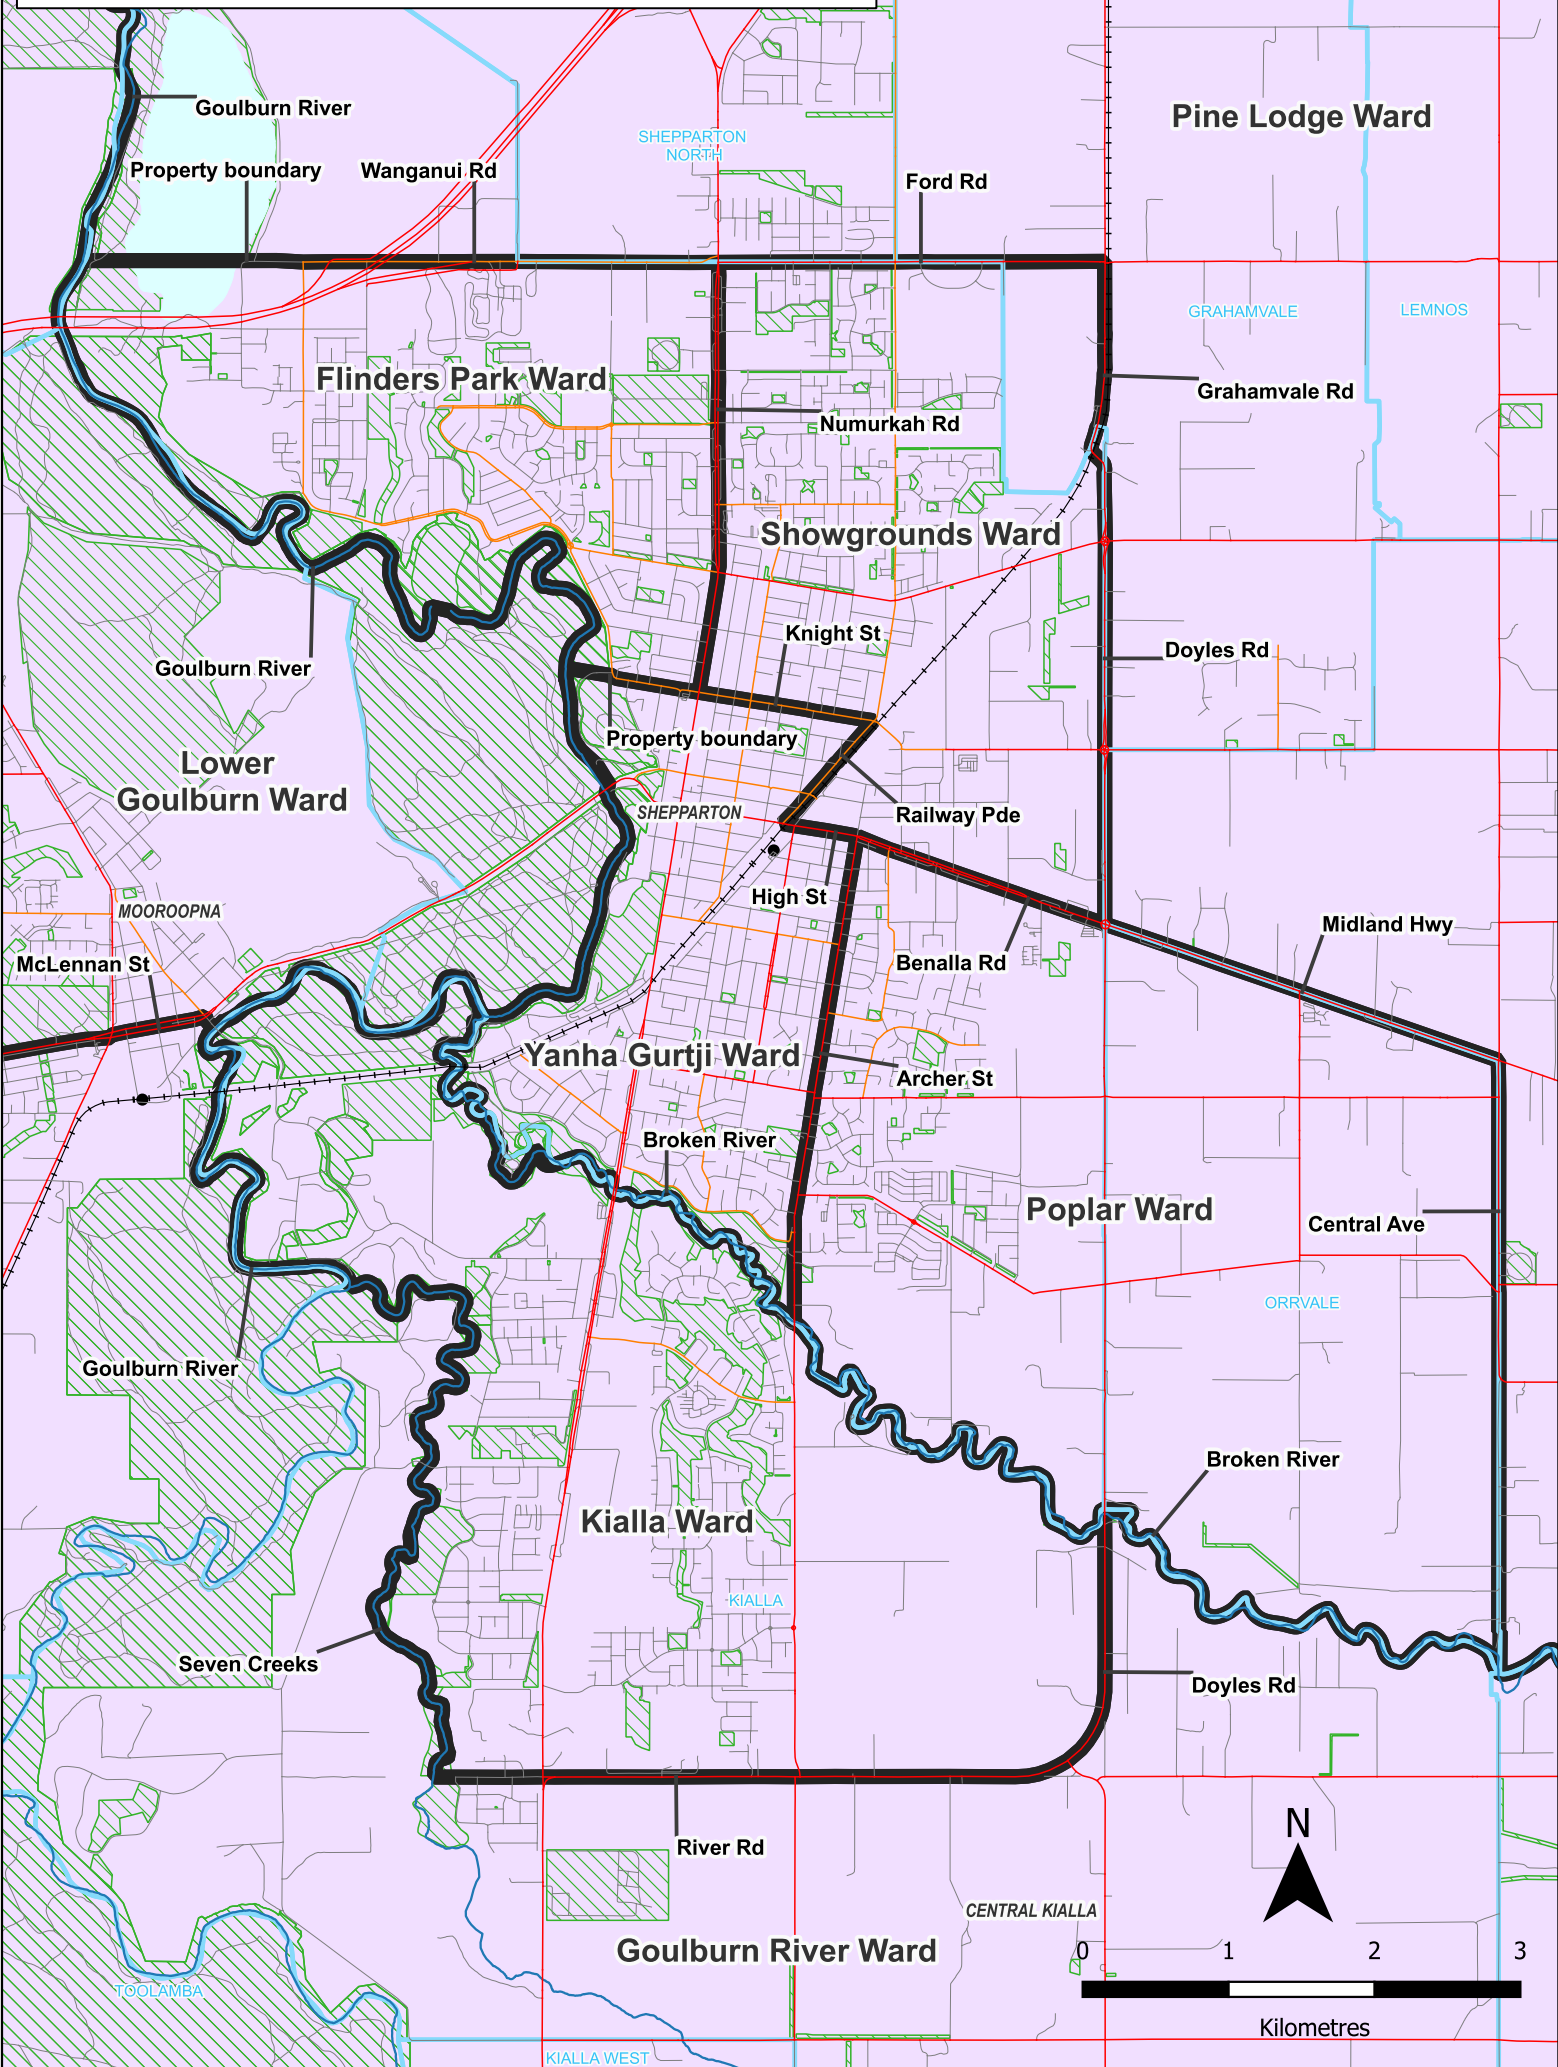 Goulburn River
Pine Lodge Ward
SHEPPARTON
NORTH
Property boundary
Wanganui Rd
Ford Rd
GRAHAMVALE
LEMNOS
Flinders Park Ward
Grahamvale Rd
Numurkah Rd
Showgrounds Ward
Knight St
Doyles Rd
Goulburn River
Property boundary
Lower
Goulburn Ward
SHEPPARTON
Railway Pde
High St
MOOROOPNA
Midland Hwy
McLennan St
Benalla Rd
Yanha Gurtji Ward
Archer St
Broken River
Poplar Ward
Central Ave
ORRVALE
Goulburn River
Broken River
Kialla Ward
KIALLA
Seven Creeks
Doyles Rd
N
River Rd
CENTRAL KIALLA
Goulburn River Ward
0 1 2 3
TOOLAMBA
Kilometres
KIALLA WEST